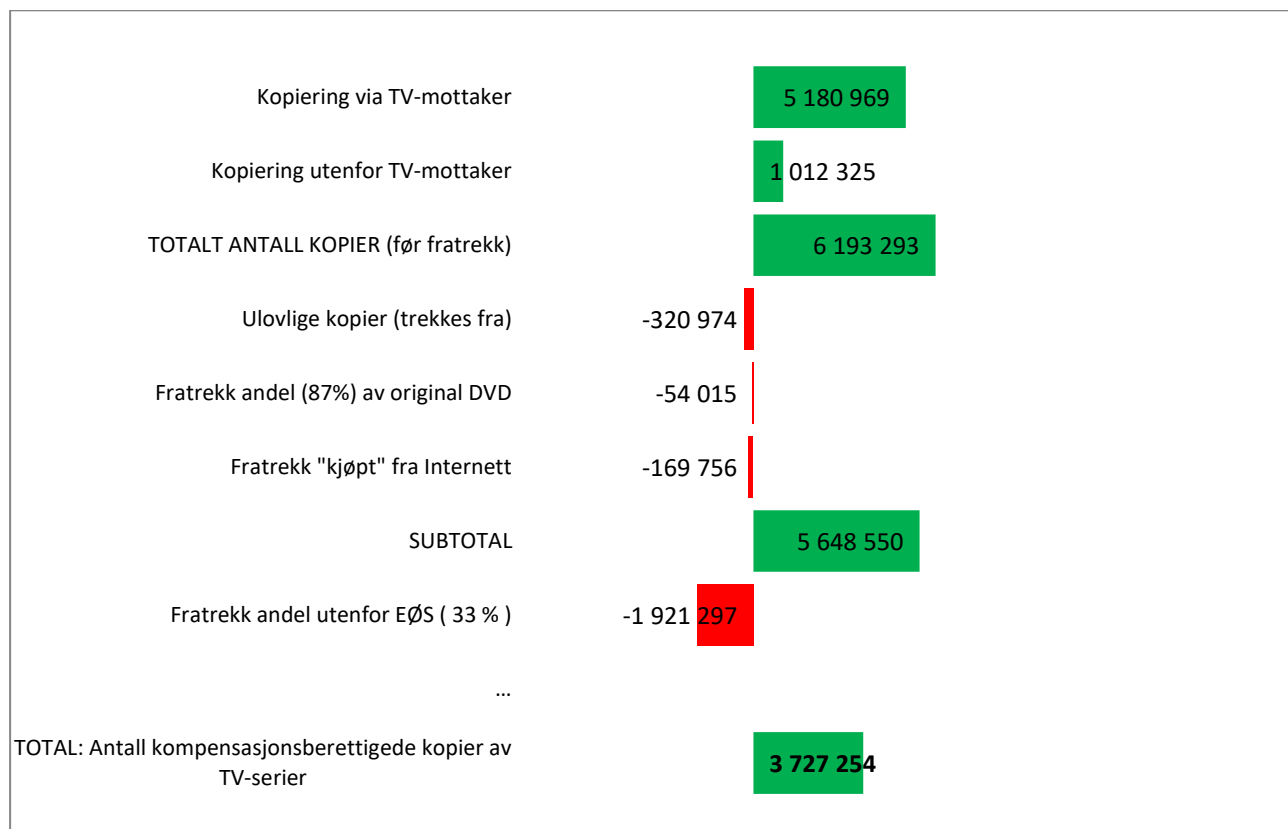 Kopiering via TV-mottaker 5 180 969
Kopiering utenfor TV-mottaker 1 012 325
TOTALT ANTALL KOPIER (før fratrekk) 6 193 293
Ulovlige kopier (trekkes fra) -320 974
Fratrekk andel (87%) av original DVD -54 015
Fratrekk "kjøpt" fra Internett -169 756
SUBTOTAL 5 648 550
Fratrekk andel utenfor EØS ( 33 % ) -1 921 297
...
TOTAL: Antall kompensasjonsberettigede kopier av
TV-serier 3 727 254